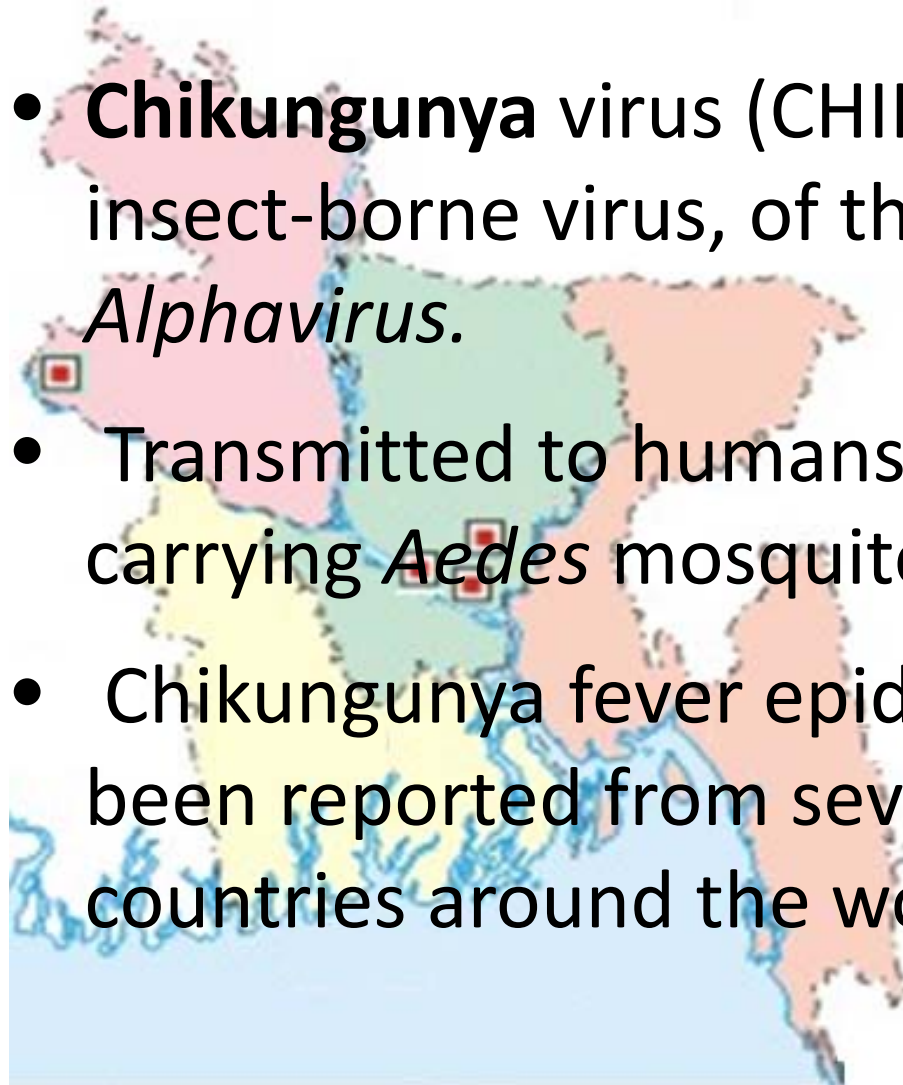 • Chikungunya virus (CHI
insect-borne virus, of th
Alphavirus.
• Transmitted to humans
carrying Aedes mosquit
• Chikungunya fever epid
been reported from sev
countries around the w